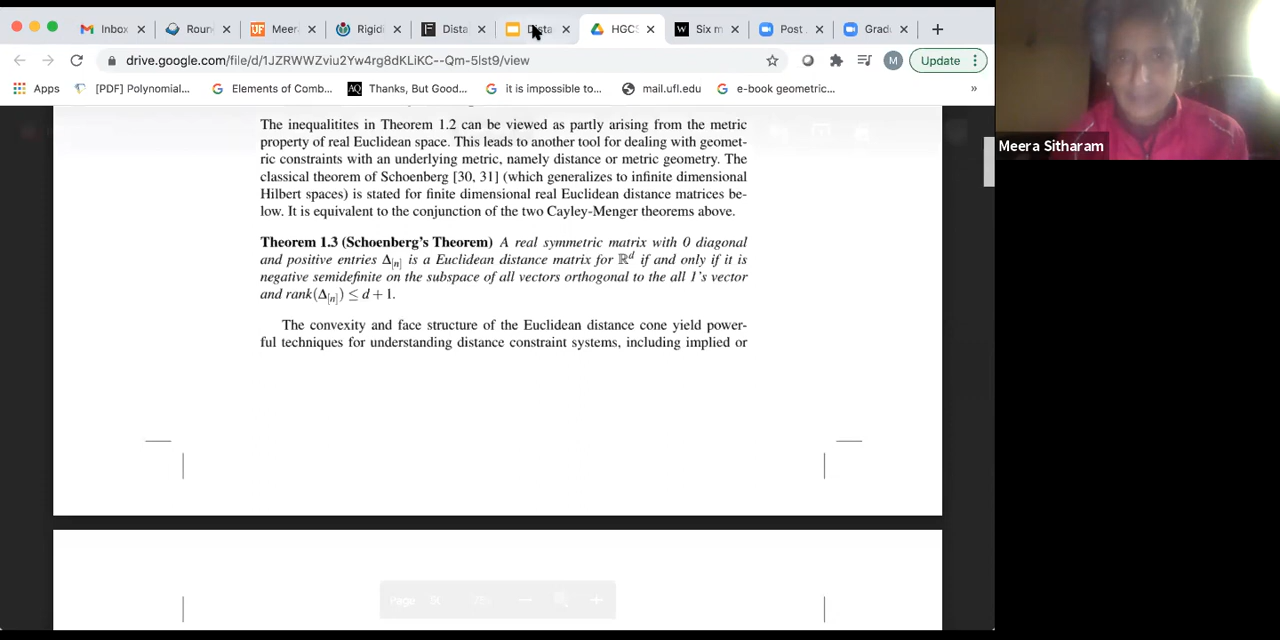 Inbox
Roun
Meer
Rigid
Dista
Dista
HGCS
Six m
Post .
Gradu
drive.google.com/file/d/1JZRWWZviu2Yw4rg8dKLiKC--Qm-5lst9/view
M
Update
Apps
[PDF] Polynomial...
Elements of Comb...
AQ
Thanks, But Good...
it is impossible to...
mail.ufl.edu
e-book geometric...
»
The inequalitites in Theorem 1.2 can be viewed as partly arising from the metric
property of real Euclidean space. This leads to another tool for dealing with geomet-
ric constraints with an underlying metric, namely distance or metric geometry. The
classical theorem of Schoenberg [30, 31] (which generalizes to infinite dimensional
Hilbert spaces) is stated for finite dimensional real Euclidean distance matrices be-
low. It is equivalent to the conjunction of the two Cayley-Menger theorems above.
Theorem 1.3 (Schoenberg's Theorem) A real symmetric matrix with 0 diagonal
and positive entries Δ[n] is a Euclidean distance matrix for ℝᵈ if and only if it is
negative semidefinite on the subspace of all vectors orthogonal to the all 1's vector
and rank(Δ[n]) ≤ d + 1.
The convexity and face structure of the Euclidean distance cone yield power-
ful techniques for understanding distance constraint systems, including implied or
Page
Meera Sitharam